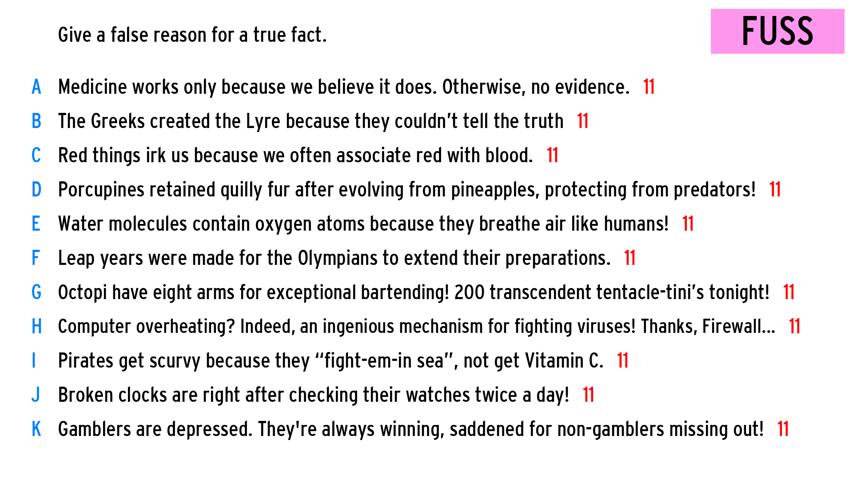 Give a false reason for a true fact.
FUSS
A Medicine works only because we believe it does. Otherwise, no evidence. 11
B The Greeks created the Lyre because they couldn't tell the truth 11
C Red things irk us because we often associate red with blood. 11
D Porcupines retained quilly fur after evolving from pineapples, protecting from predators! 11
E Water molecules contain oxygen atoms because they breathe air like humans! 11
F Leap years were made for the Olympians to extend their preparations. 11
G Octopi have eight arms for exceptional bartending! 200 transcendent tentacle-tini's tonight! 11
H Computer overheating? Indeed, an ingenious mechanism for fighting viruses! Thanks, Firewall... 11
I Pirates get scurvy because they “fight-em-in sea”, not get Vitamin C. 11
J Broken clocks are right after checking their watches twice a day! 11
K Gamblers are depressed. They're always winning, saddened for non-gamblers missing out! 11